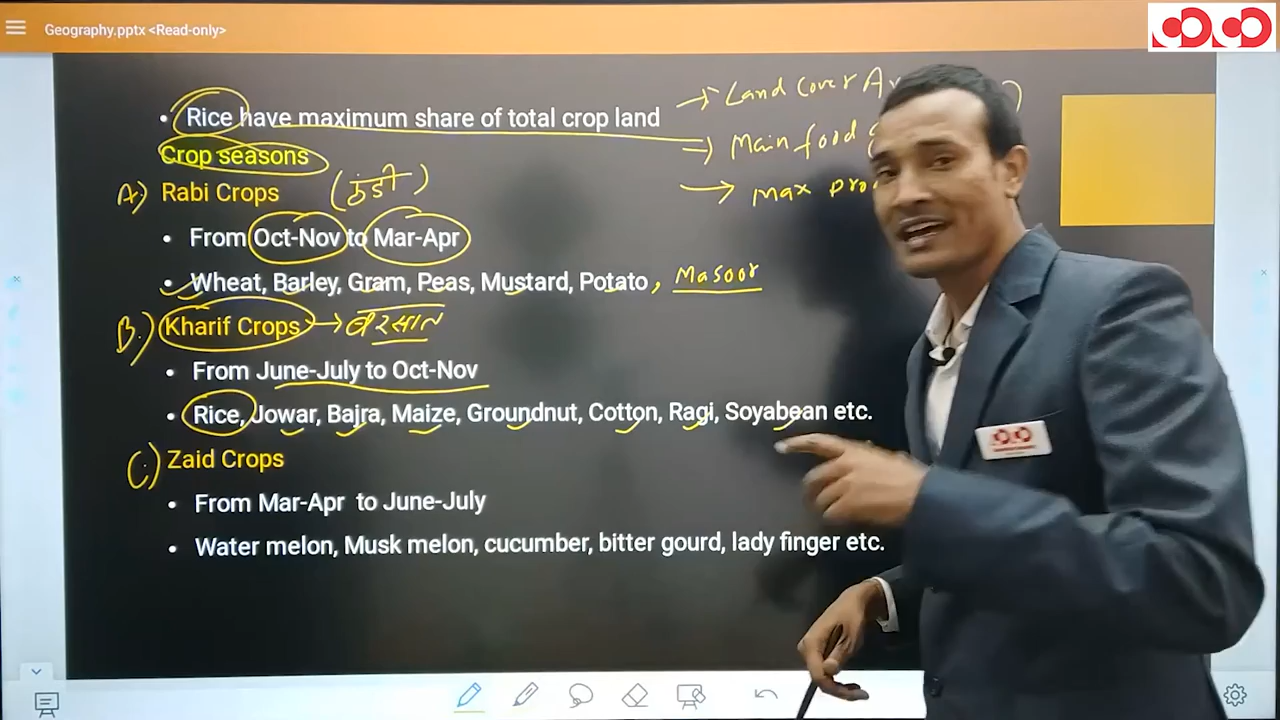 Geography.pptx <Read-only>
• Rice have maximum share of total crop land → Land Cover
Crop seasons → Main food
A) Rabi Crops → Max
• From Oct-Nov to Mar-Apr
• Wheat, Barley, Gram, Peas, Mustard, Potato, Masoor
B.) Kharif Crops → बरसात
• From June-July to Oct-Nov
• Rice, Jowar, Bajra, Maize, Groundnut, Cotton, Ragi, Soyabean etc.
C.) Zaid Crops
• From Mar-Apr to June-July
• Water melon, Musk melon, cucumber, bitter gourd, lady finger etc.